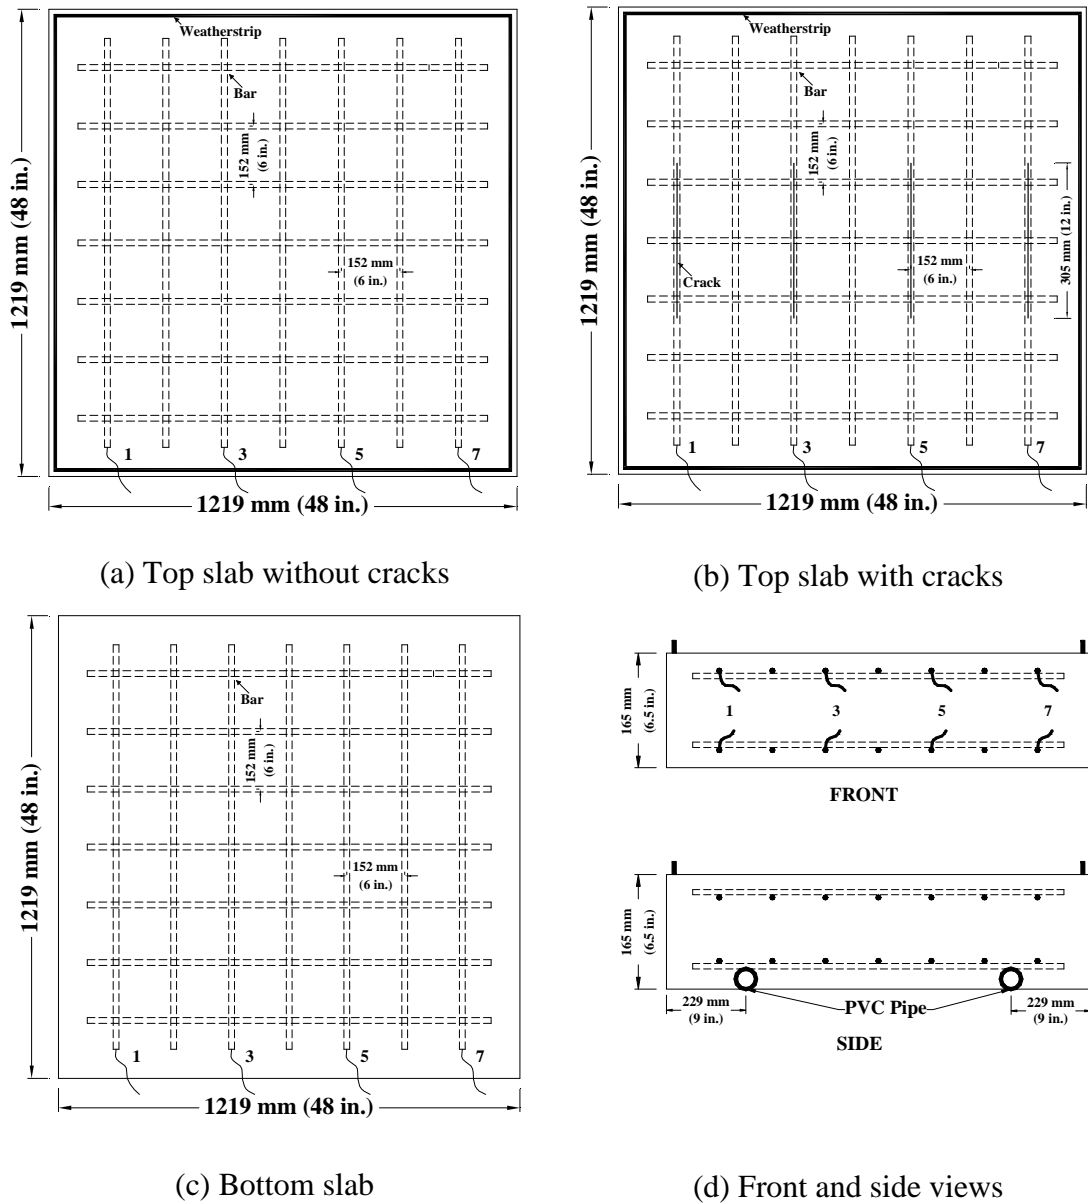 Weatherstrip
Bar
152 mm
(6 in.)
152 mm
(6 in.)
1219 mm (48 in.)
1 3 5 7
1219 mm (48 in.)
(a) Top slab without cracks
Weatherstrip
Bar
152 mm
(6 in.)
152 mm
(6 in.)
Crack
305 mm (12 in.)
1219 mm (48 in.)
1 3 5 7
1219 mm (48 in.)
(b) Top slab with cracks
Bar
152 mm
(6 in.)
152 mm
(6 in.)
1219 mm (48 in.)
1 3 5 7
1219 mm (48 in.)
(c) Bottom slab
165 mm
(6.5 in.)
1 3 5 7
FRONT
165 mm
(6.5 in.)
229 mm
(9 in.)
PVC Pipe
229 mm
(9 in.)
SIDE
(d) Front and side views